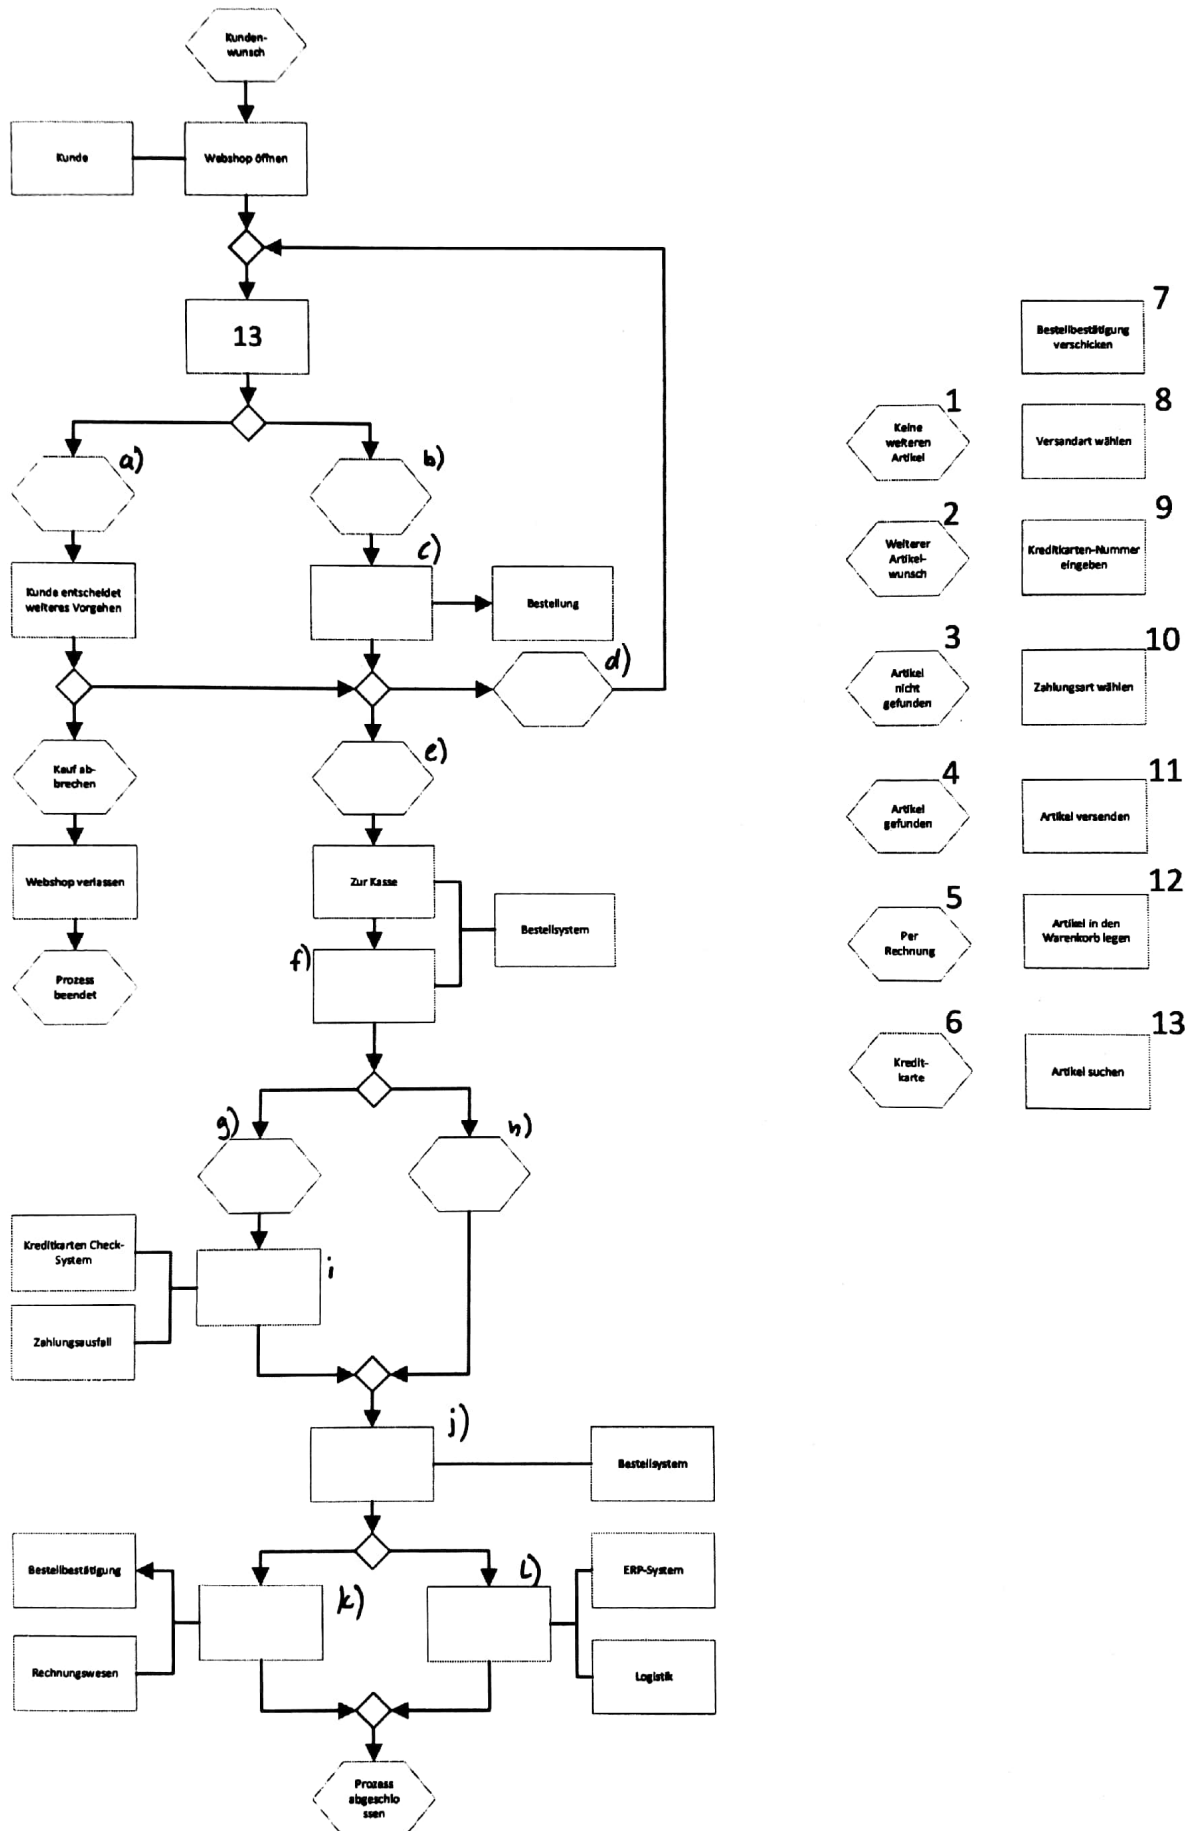 Kunden-
wunsch
Kunde
Webshop öffnen
13
a)
b)
c)
Kunde entscheidet
weiteres Vorgehen
Bestellung
d)
e)
Kauf ab-
brechen
Webshop verlassen
Zur Kasse
Bestellsystem
f)
Prozess
beendet
g)
h)
Kreditkarten Check-
System
i
Zahlungsausfall
j)
Bestellsystem
Bestellbestätigung
k)
L)
ERP-System
Rechnungswesen
Logistik
Prozess
abgeschlo
ssen
7
Bestellbestätigung
verschicken
1
Keine
weiteren
Artikel
8
Versandart wählen
2
Weiterer
Artikel-
wunsch
9
Kreditkarten-Nummer
eingeben
3
Artikel
nicht
gefunden
10
Zahlungsart wählen
4
Artikel
gefunden
11
Artikel versenden
5
Per
Rechnung
12
Artikel in den
Warenkorb legen
6
Kredit-
karte
13
Artikel suchen